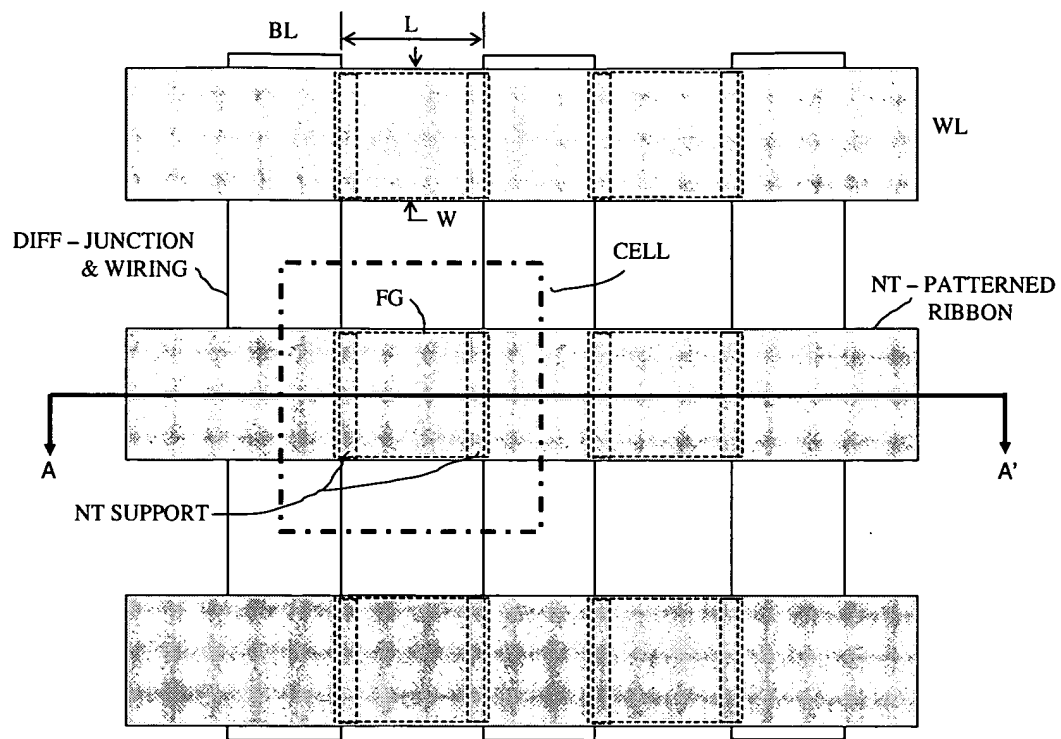 BL
L
WL
W
DIFF – JUNCTION
& WIRING
CELL
FG
NT – PATTERNED
RIBBON
A
A'
NT SUPPORT